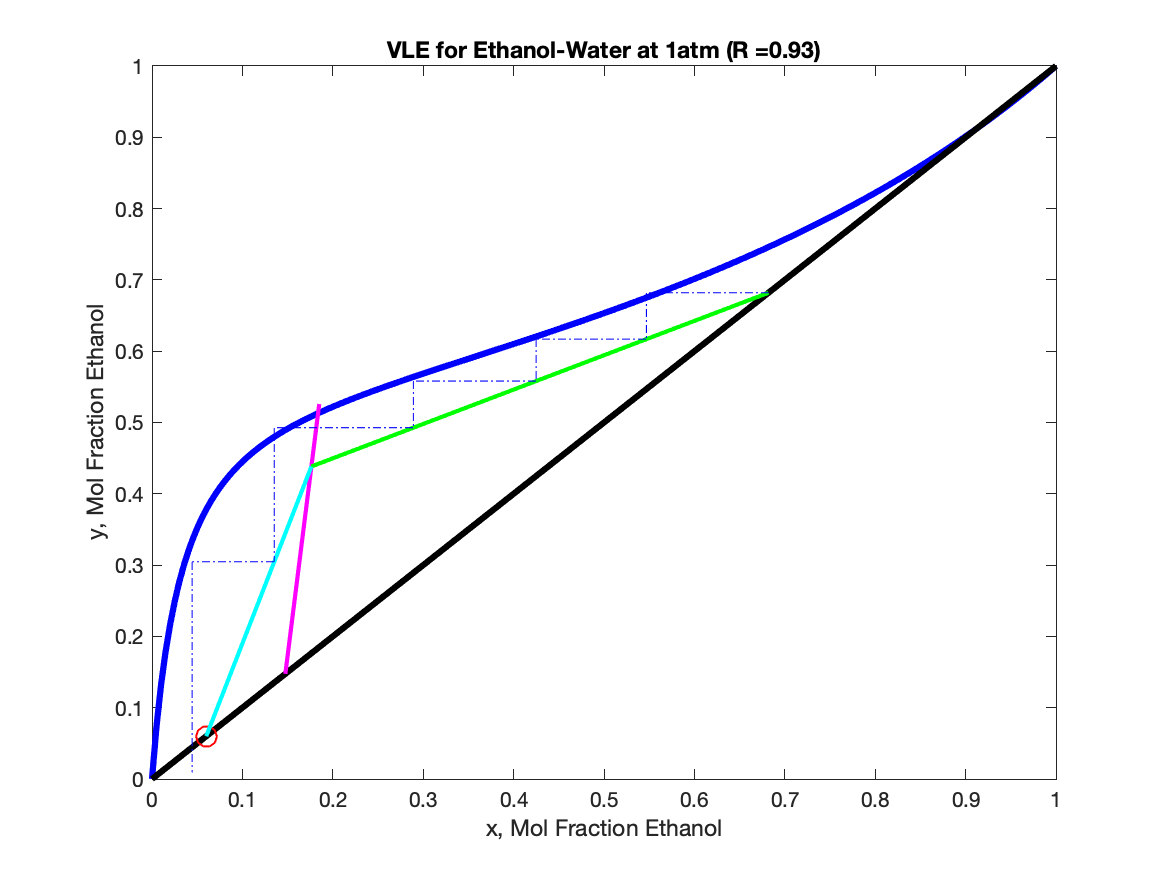 VLE for Ethanol-Water at 1atm (R =0.93)
1
0.9
0.8
0.7
0.6
0.5
0.4
0.3
0.2
0.1
0
y, Mol Fraction Ethanol
0 0.1 0.2 0.3 0.4 0.5 0.6 0.7 0.8 0.9 1
x, Mol Fraction Ethanol